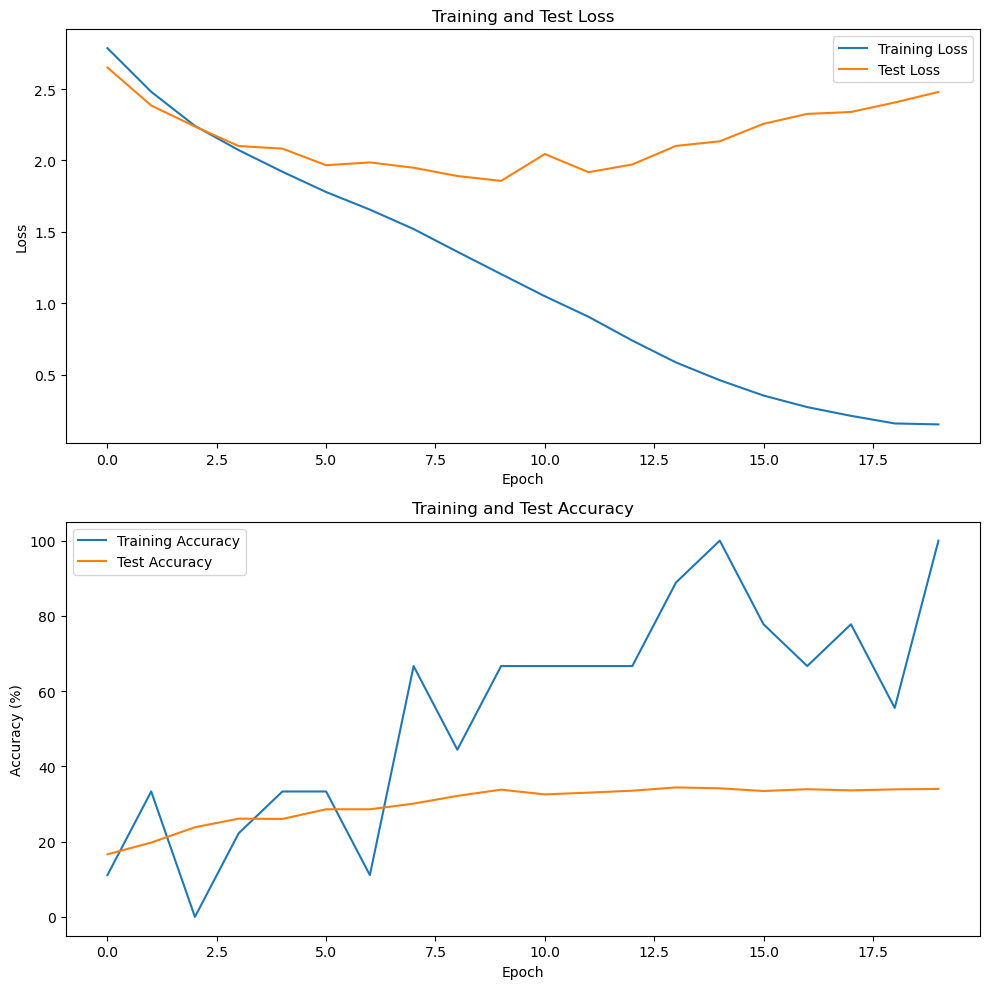 Training and Test Loss
Training Loss
Test Loss
Loss
2.5
2.0
1.5
1.0
0.5
0.0 2.5 5.0 7.5 10.0 12.5 15.0 17.5
Epoch
Training and Test Accuracy
Training Accuracy
Test Accuracy
Accuracy (%)
100
80
60
40
20
0
0.0 2.5 5.0 7.5 10.0 12.5 15.0 17.5
Epoch